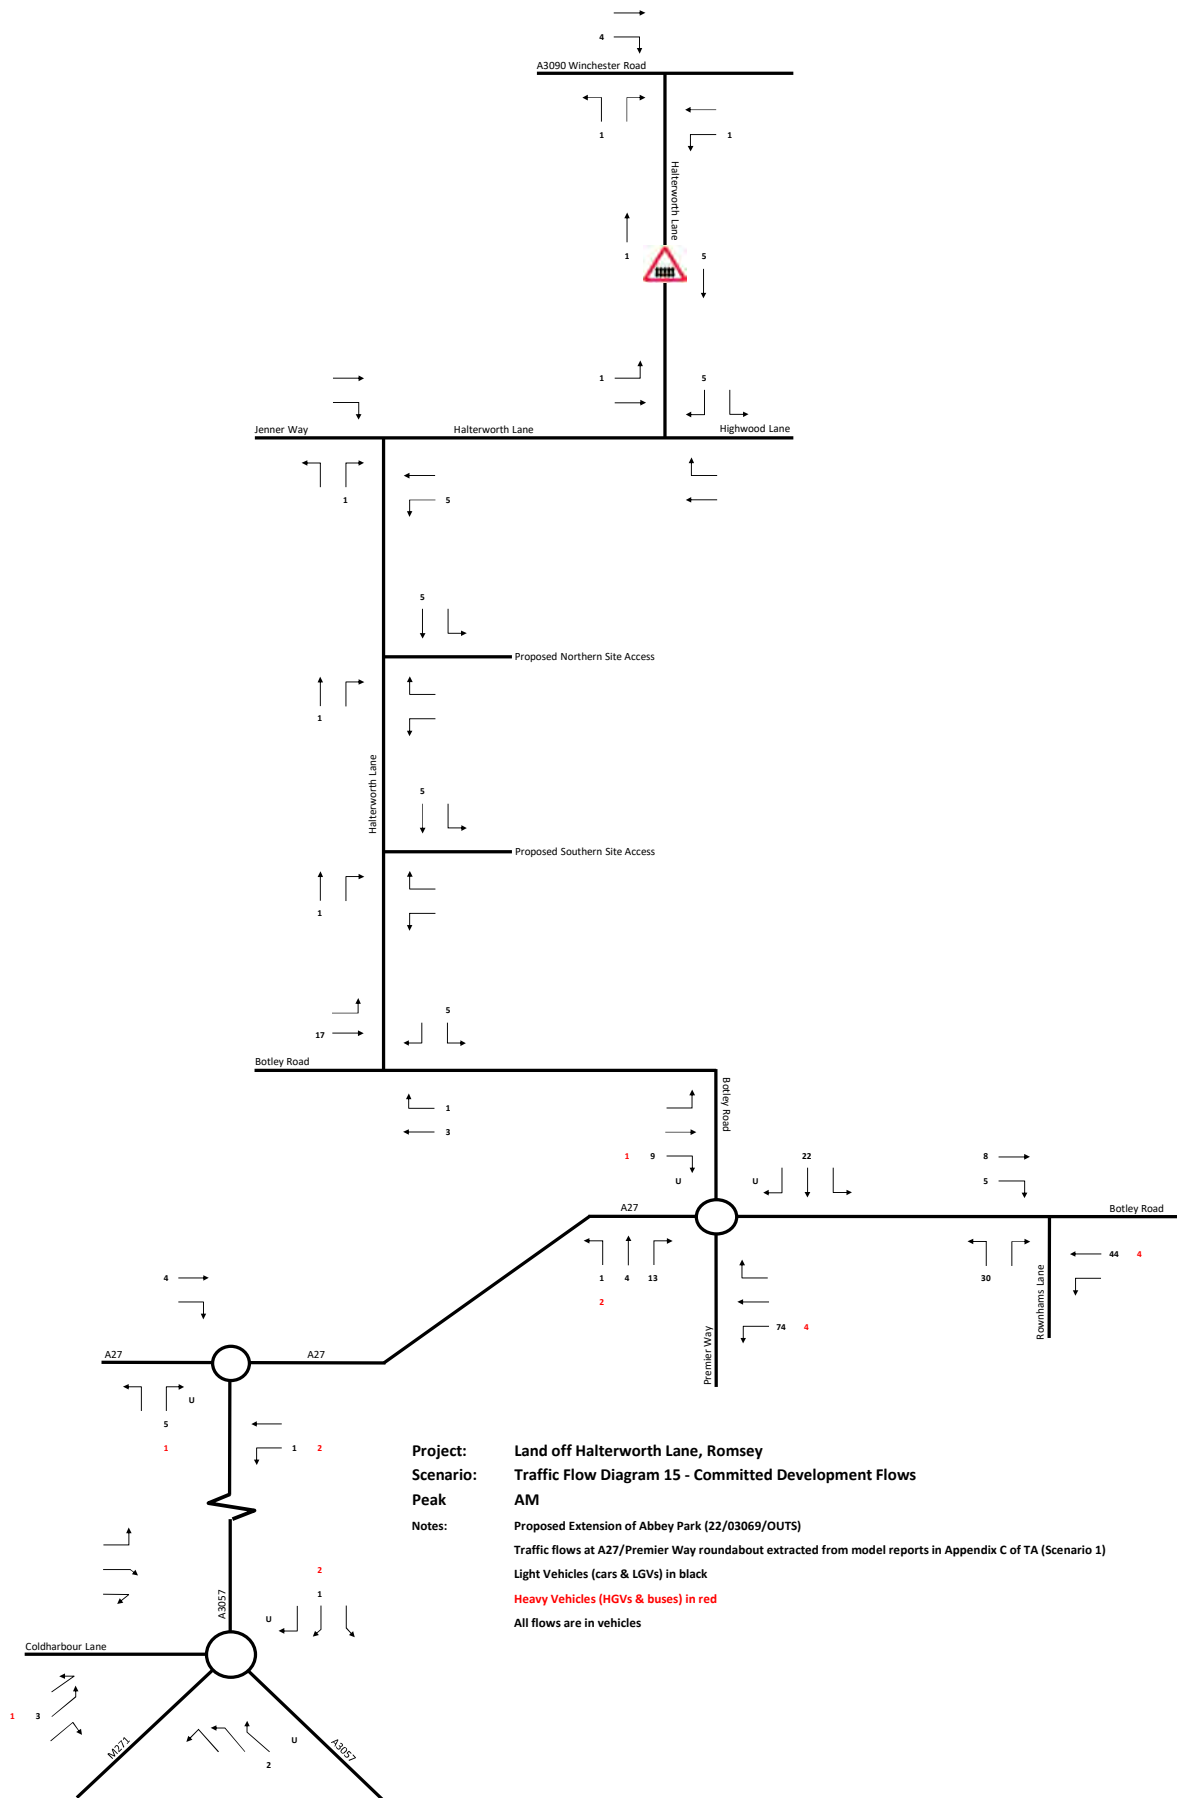 4
A3090 Winchester Road
1
1
Halterworth Lane
1
5
1
5
Jenner Way
Halterworth Lane
Highwood Lane
1
5
5
Proposed Northern Site Access
1
Halterworth Lane
5
Proposed Southern Site Access
1
17
5
Botley Road
Botley Road
1
3
1 9
U
U
22
8
5
A27
Botley Road
1 4 13
2
30
44 4
Rownhams Lane
74 4
Premier Way
4
A27
A27
U
5
1
1 2
Project: Land off Halterworth Lane, Romsey
Scenario: Traffic Flow Diagram 15 - Committed Development Flows
Peak AM
Notes: Proposed Extension of Abbey Park (22/03069/OUTS)
Traffic flows at A27/Premier Way roundabout extracted from model reports in Appendix C of TA (Scenario 1)
Light Vehicles (cars & LGVs) in black
Heavy Vehicles (HGVs & buses) in red
All flows are in vehicles
A3057
2
1
U
Coldharbour Lane
1 3
M271
U
2
A3057